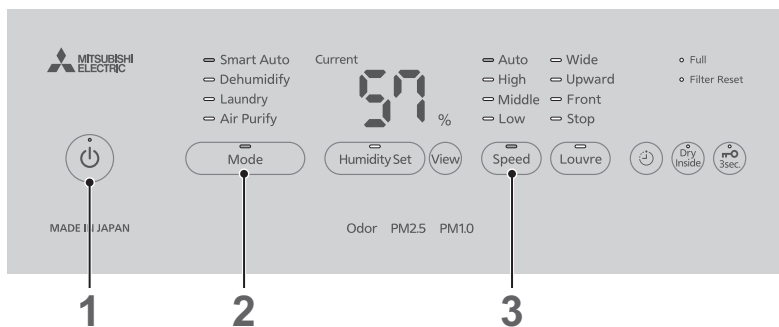 MITSUBISHI
ELECTRIC
Smart Auto
Dehumidify
Laundry
Air Purify
Current
57
%
Auto
High
Middle
Low
Wide
Upward
Front
Stop
Full
Filter Reset
Mode
Humidity Set
View
Speed
Louvre
Dry
Inside
3sec.
MADE IN JAPAN
Odor PM2.5 PM1.0
1 2 3